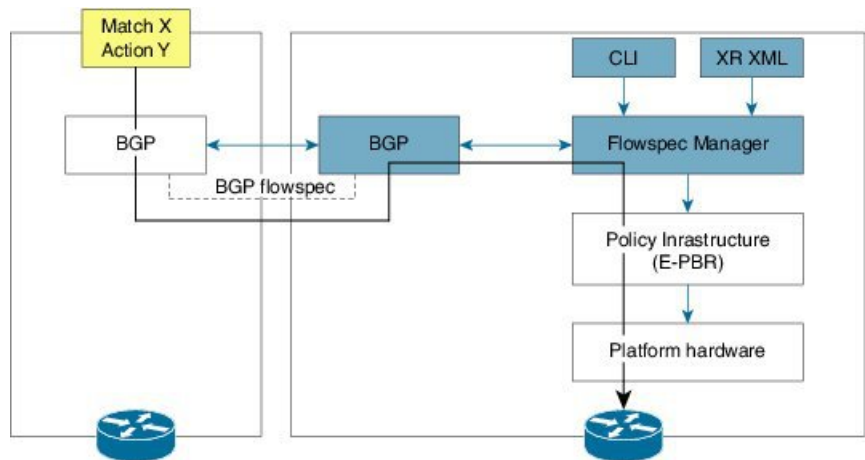 Match X
Action Y
CLI
XR XML
BGP
BGP
Flowspec Manager
BGP flowspec
Policy Inrastructure
(E-PBR)
Platform hardware